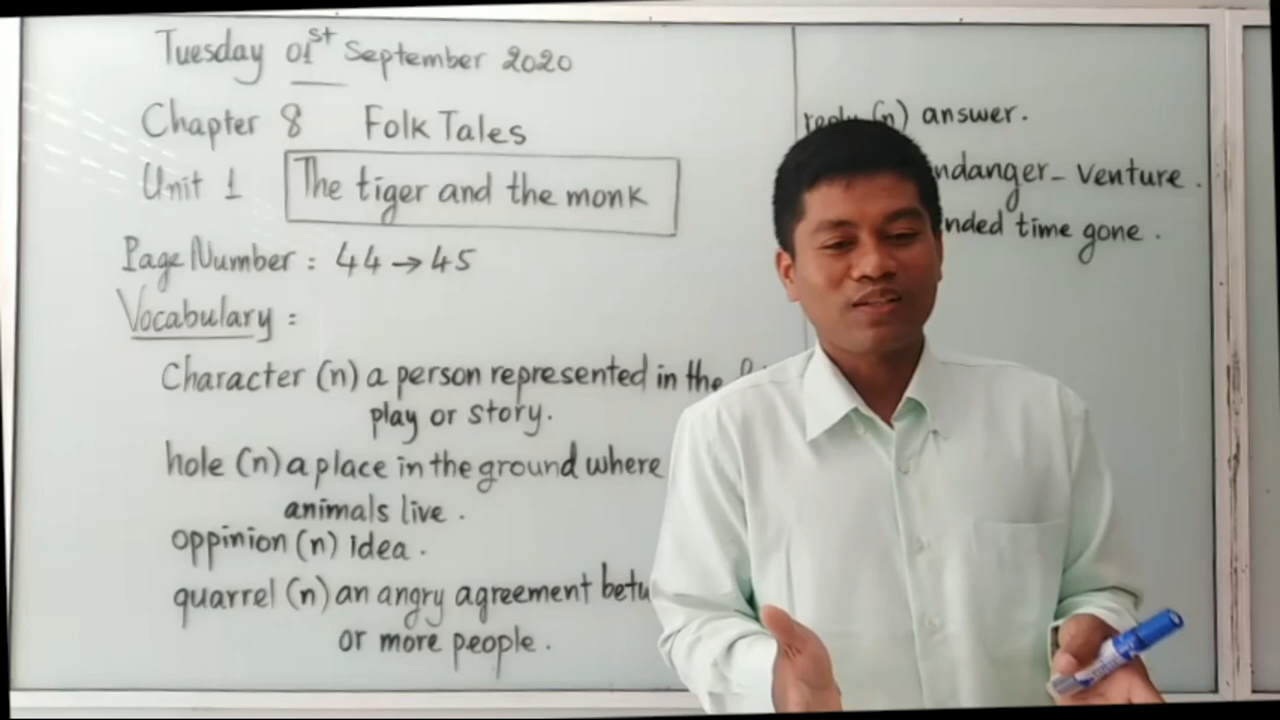 Tuesday 01st September 2020
Chapter 8 Folk Tales
Unit 1 The tiger and the monk
Page Number : 44 → 45
Vocabulary :
Character (n) a person represented in the
play or story.
hole (n) a place in the ground where
animals live .
oppinion (n) idea .
quarrel (n) an angry agreement betw
or more people .
reply (n) answer .
ndanger - venture .
nded time gone .